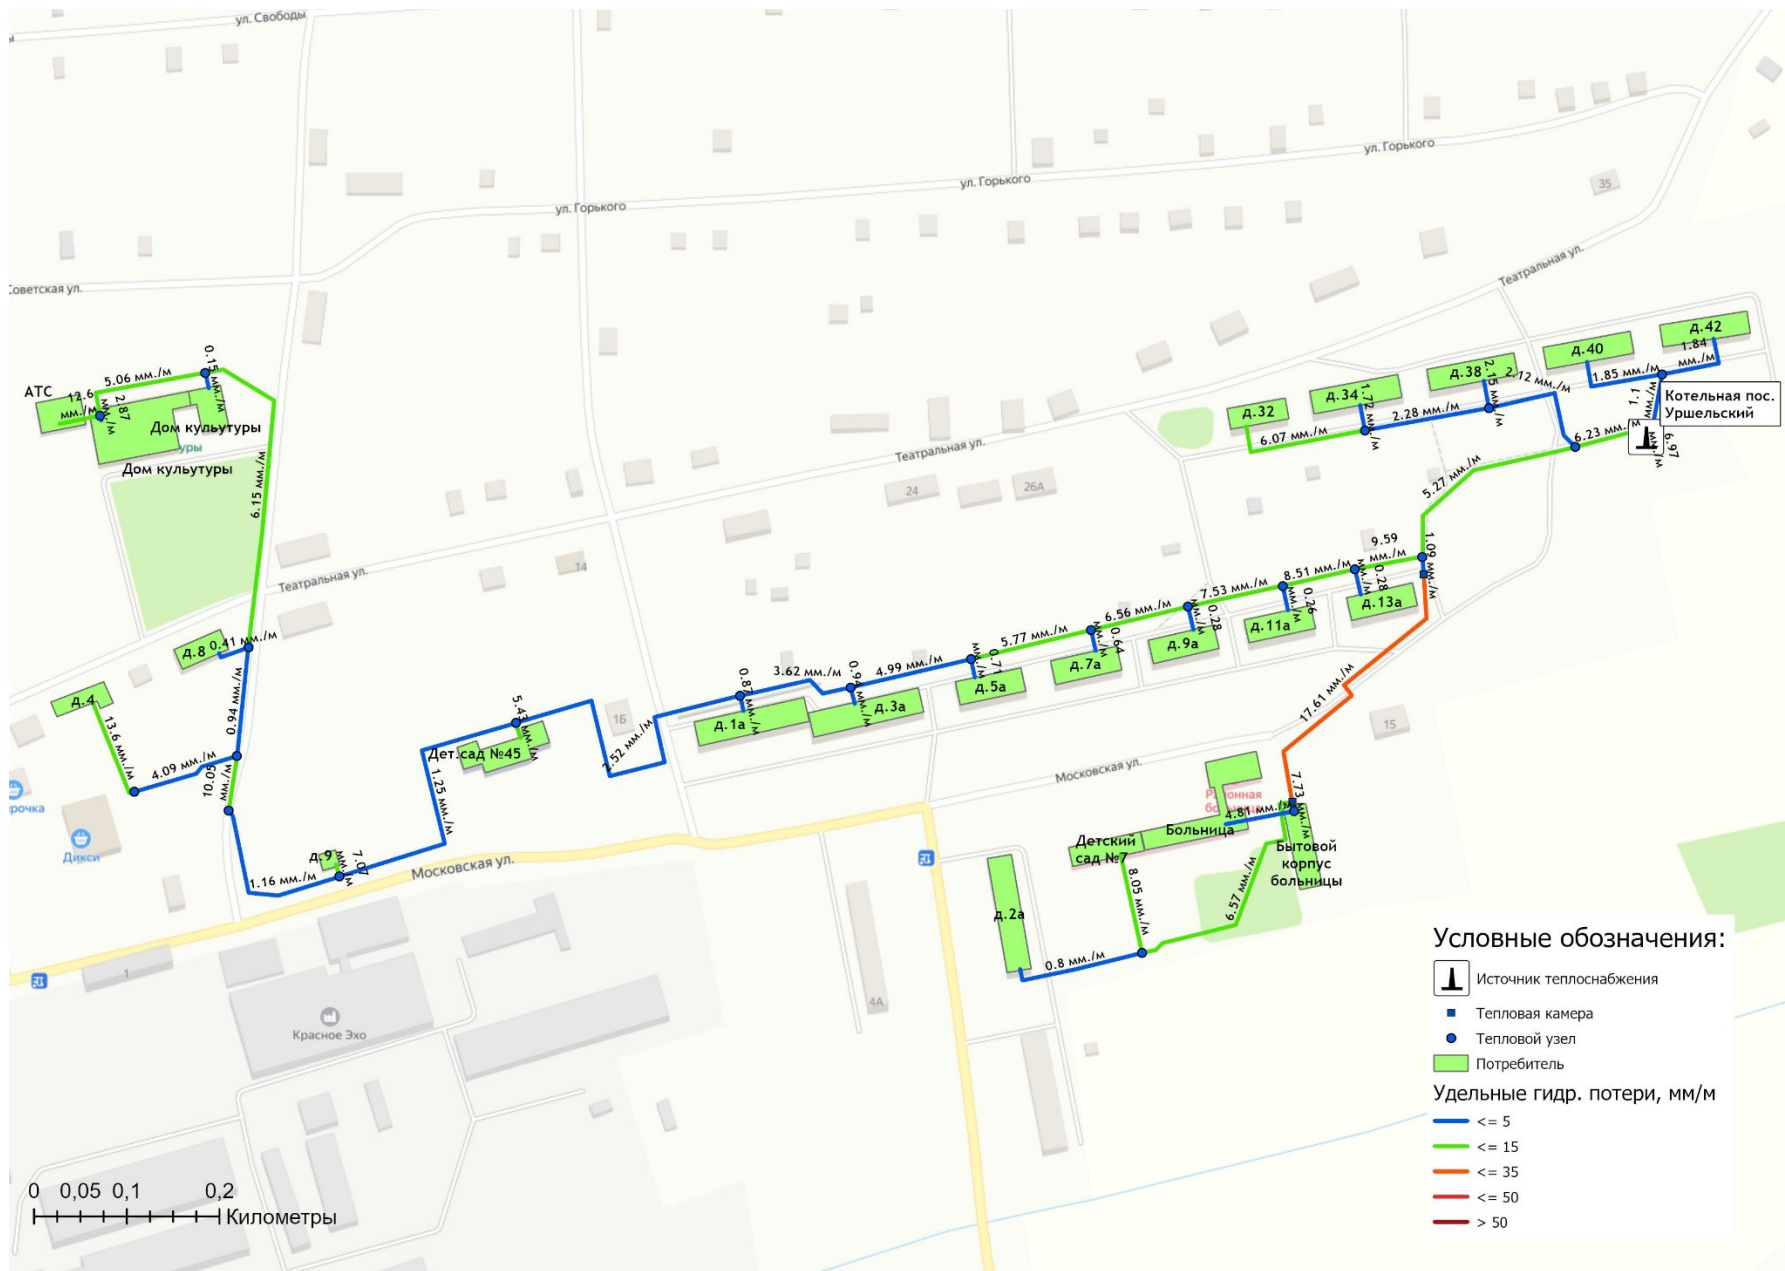 ул. Свободы
ул. Горького
ул. Горького
ул. Горького
35
Советская ул.
Театральная ул.
д.42
1.84
мм./м
д.40
1.85 мм./м
1.1
мм./м
Котельная пос.
Уршельский
6.97
мм./м
6.23 мм./м
д.38
2.15 мм./м
2.12 мм./м
д.34
1.72 мм./м
2.28 мм./м
д.32
6.07 мм./м
5.27 мм./м
АТС
12.6
мм./м
5.06 мм./м
0.15 мм./м
2.87
мм./м
Дом культуры
уры
Дом культуры
6.15 мм./м
Театральная ул.
24
26А
14
Театральная ул.
9.59
мм./м
1.09 мм./м
8.51 мм./м
0.28
мм./м
д.13а
7.53 мм./м
0.26
мм./м
д.11а
6.56 мм./м
0.28
мм./м
д.9а
5.77 мм./м
0.64
мм./м
д.7а
4.99 мм./м
0.71
мм./м
д.5а
3.62 мм./м
0.94 мм./м
д.3а
0.87 мм./м
д.1а
2.52 мм./м
16
5.43 мм./м
Дет.сад №45
1.25 мм./м
д.8
0.41 мм./м
0.94 мм./м
д.4
13.6 мм./м
4.09 мм./м
10.05
мм./м
ерочка
Дикси
1.16 мм./м
д.9
7.07
мм./м
Московская ул.
Московская ул.
17.61 мм./м
15
7.73 мм./м
4.81 мм./м
Больница
Детский
сад №7
8.05 мм./м
Бытовой
корпус
больницы
6.57 мм./м
д.2а
0.8 мм./м
4А
1
Красное Эхо
Условные обозначения:
Источник теплоснабжения
Тепловая камера
Тепловой узел
Потребитель
Удельные гидр. потери, мм/м
<= 5
<= 15
<= 35
<= 50
> 50
0 0,05 0,1 0,2
Километры